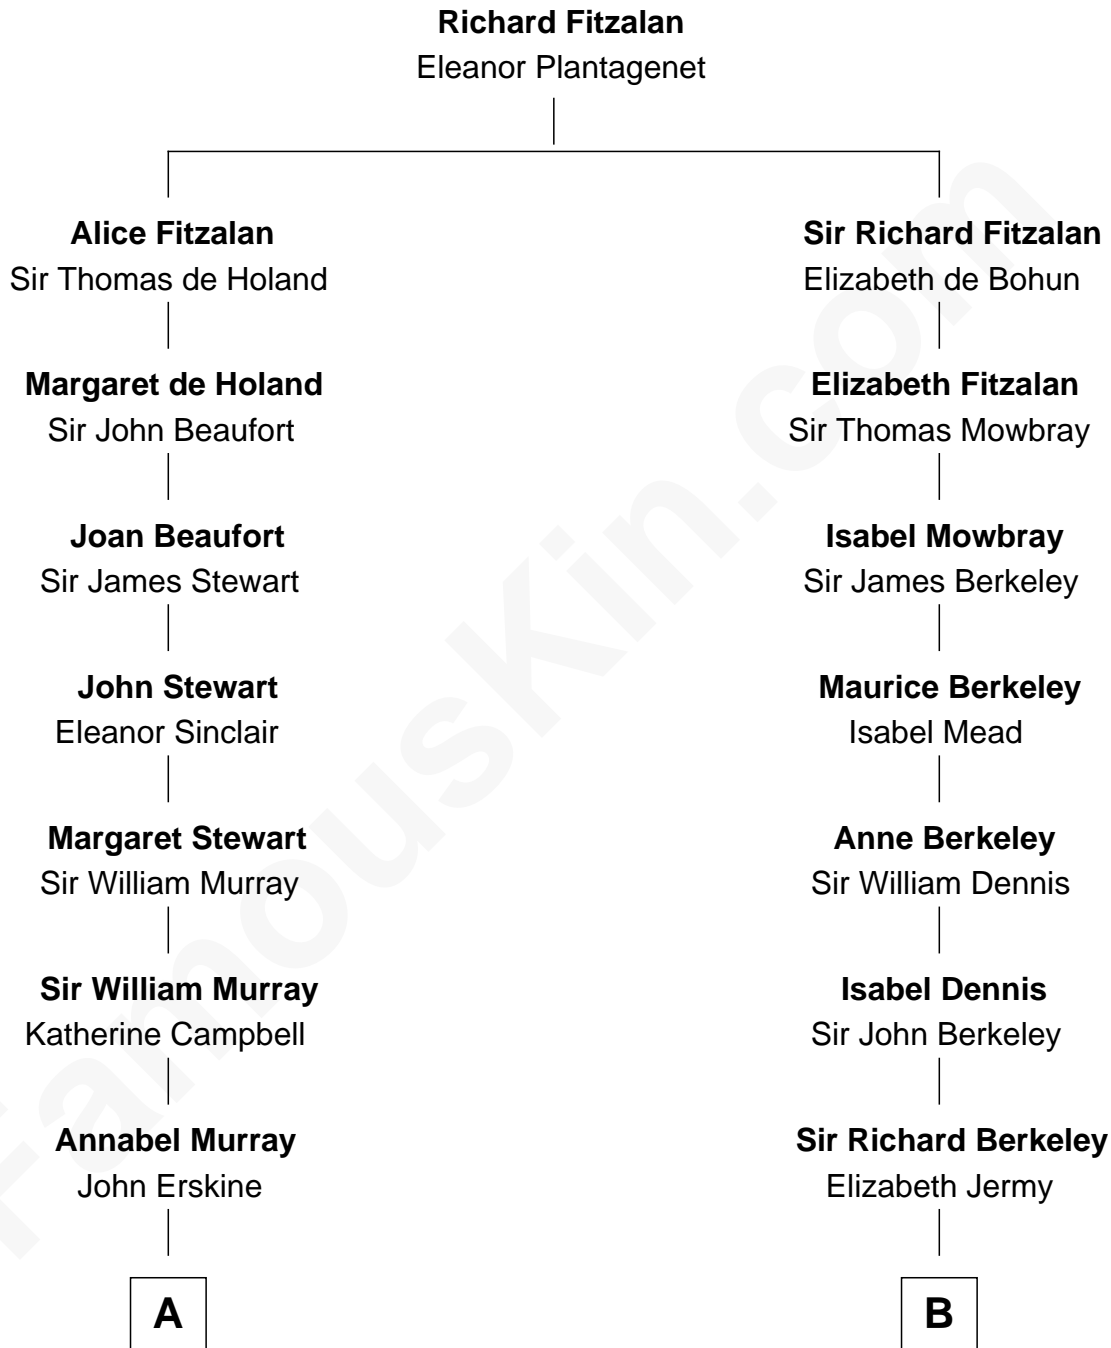 Richard Fitzalan
Eleanor Plantagenet
Alice Fitzalan
Sir Thomas de Holand
Sir Richard Fitzalan
Elizabeth de Bohun
Margaret de Holand
Sir John Beaufort
Elizabeth Fitzalan
Sir Thomas Mowbray
Joan Beaufort
Sir James Stewart
Isabel Mowbray
Sir James Berkeley
John Stewart
Eleanor Sinclair
Maurice Berkeley
Isabel Mead
Margaret Stewart
Sir William Murray
Anne Berkeley
Sir William Dennis
Sir William Murray
Katherine Campbell
Isabel Dennis
Sir John Berkeley
Annabel Murray
John Erskine
Sir Richard Berkeley
Elizabeth Jermy
A
B
FamousKin.com